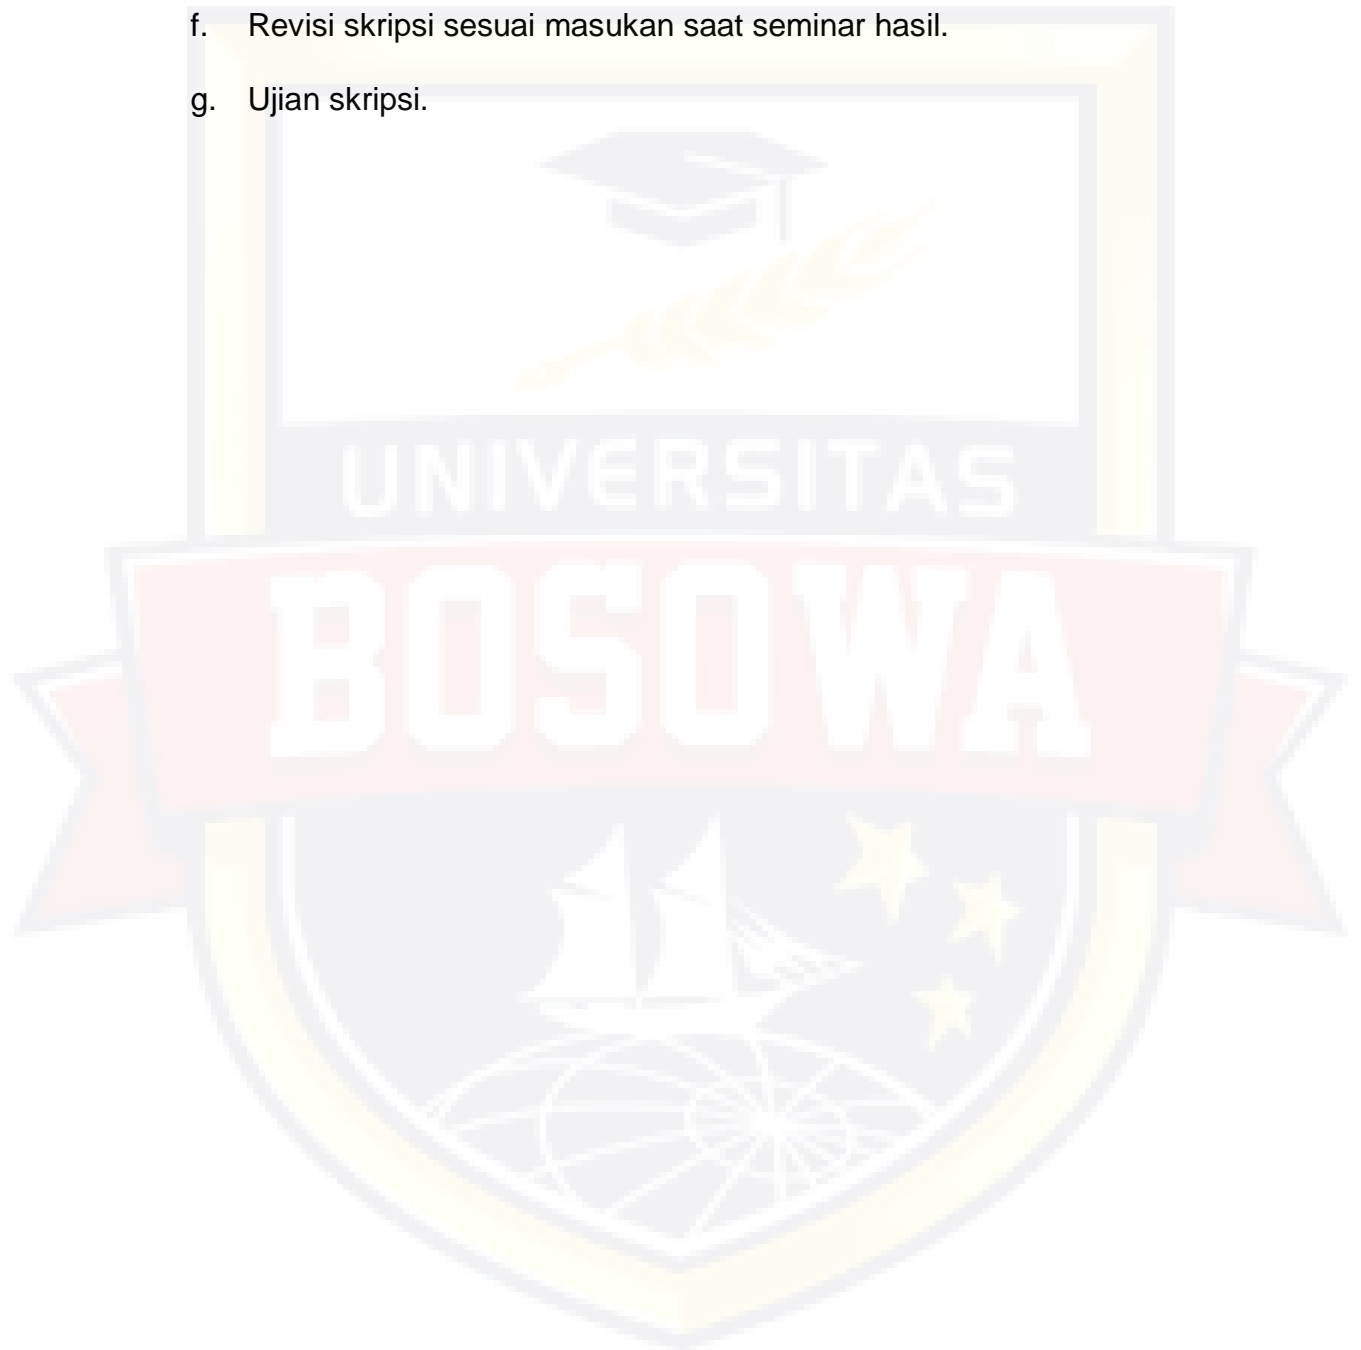 f. Revisi skripsi sesuai masukan saat seminar hasil.
g. Ujian skripsi.
UNIVERSITAS
BOSOWA